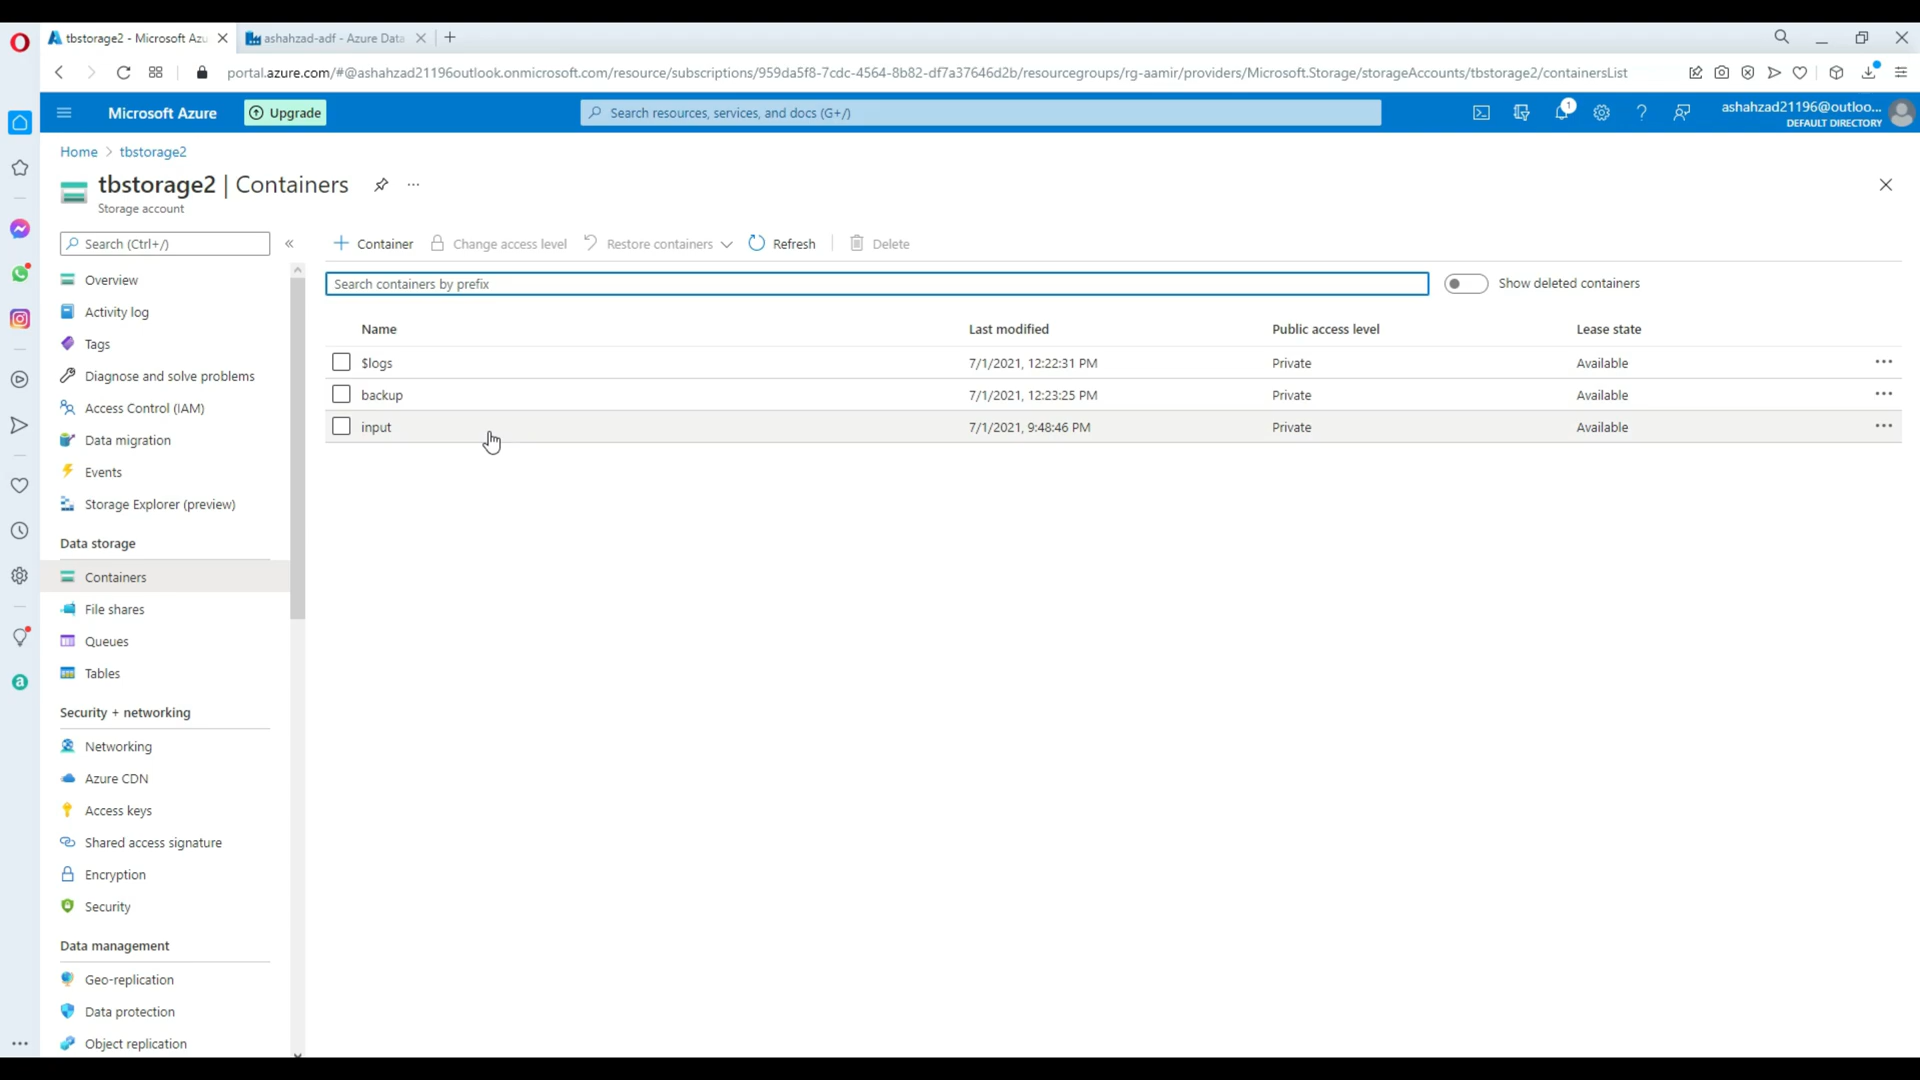 tbstorage2 - Microsoft Azu
ashahzad-adf - Azure Data
portal.azure.com/#@ashahzad21196outlook.onmicrosoft.com/resource/subscriptions/959da5f8-7cdc-4564-8b82-df7a37646d2b/resourcegroups/rg-aamir/providers/Microsoft.Storage/storageAccounts/tbstorage2/containersList
Microsoft Azure
Upgrade
Search resources, services, and docs (G+/)
1
ashahzad21196@outloo...
DEFAULT DIRECTORY
Home > tbstorage2
tbstorage2 | Containers
Storage account
Search (Ctrl+/)
Container
Change access level
Restore containers
Refresh
Delete
Search containers by prefix
Show deleted containers
Name Last modified Public access level Lease state
$logs 7/1/2021, 12:22:31 PM Private Available
backup 7/1/2021, 12:23:25 PM Private Available
input 7/1/2021, 9:48:46 PM Private Available
Overview
Activity log
Tags
Diagnose and solve problems
Access Control (IAM)
Data migration
Events
Storage Explorer (preview)
Data storage
Containers
File shares
Queues
Tables
Security + networking
Networking
Azure CDN
Access keys
Shared access signature
Encryption
Security
Data management
Geo-replication
Data protection
Object replication